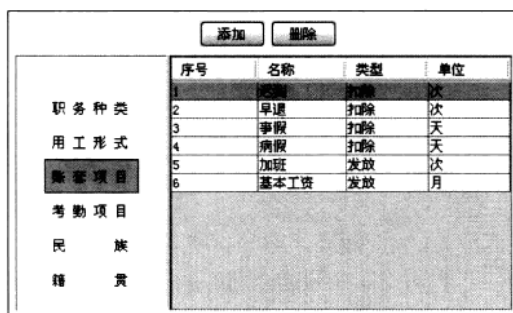 添加 删除
序号 名称 类型 单位
1 迟到 扣除 次
2 早退 扣除 次
3 事假 扣除 天
4 病假 扣除 天
5 加班 发放 次
6 基本工资 发放 月
职务种类
用工形式
账套项目
考勤项目
民族
籍贯